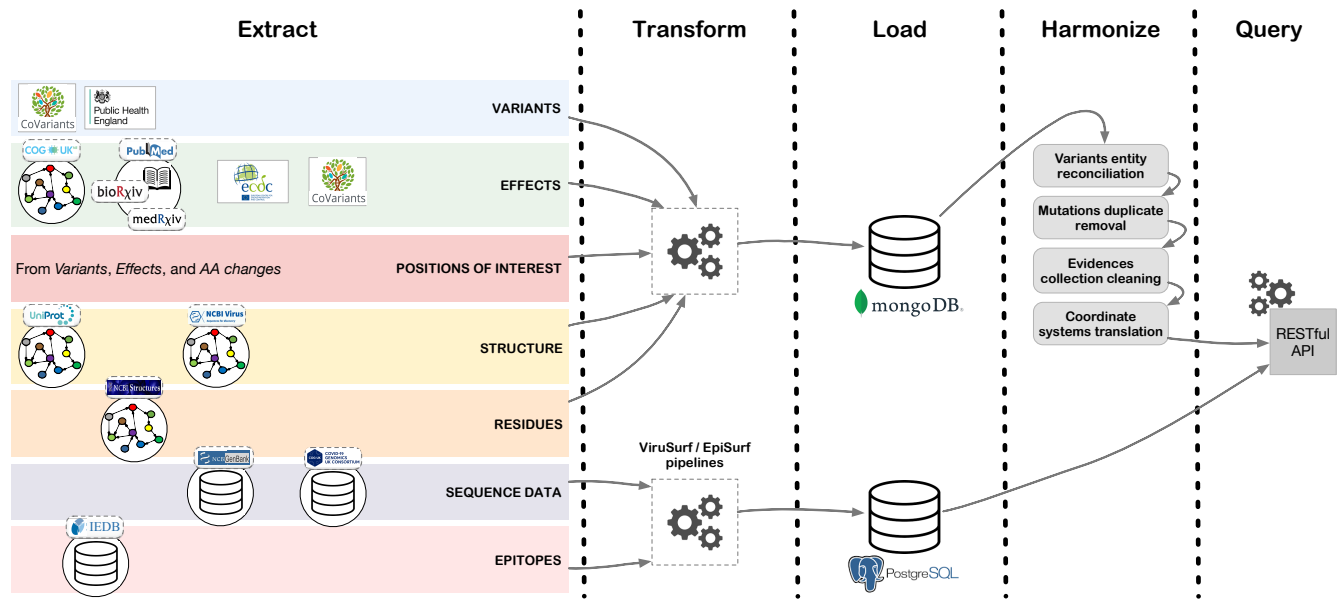 Extract
Transform
Load
Harmonize
Query
CoVariants
Public Health
England
VARIANTS
COG UK
PubMed
bioRχiv
medRχiv
ecdc
CoVariants
EFFECTS
From Variants, Effects, and AA changes
POSITIONS OF INTEREST
UniProt
NCBI Virus
STRUCTURE
NCBI Structures
RESIDUES
NCBI GenBank
COVID-19
GENOMICS
UK CONSORTIUM
SEQUENCE DATA
IEDB
EPITOPES
ViruSurf / EpiSurf
pipelines
mongoDB
PostgreSQL
Variants entity
reconciliation
Mutations duplicate
removal
Evidences
collection cleaning
Coordinate
systems translation
RESTful
API